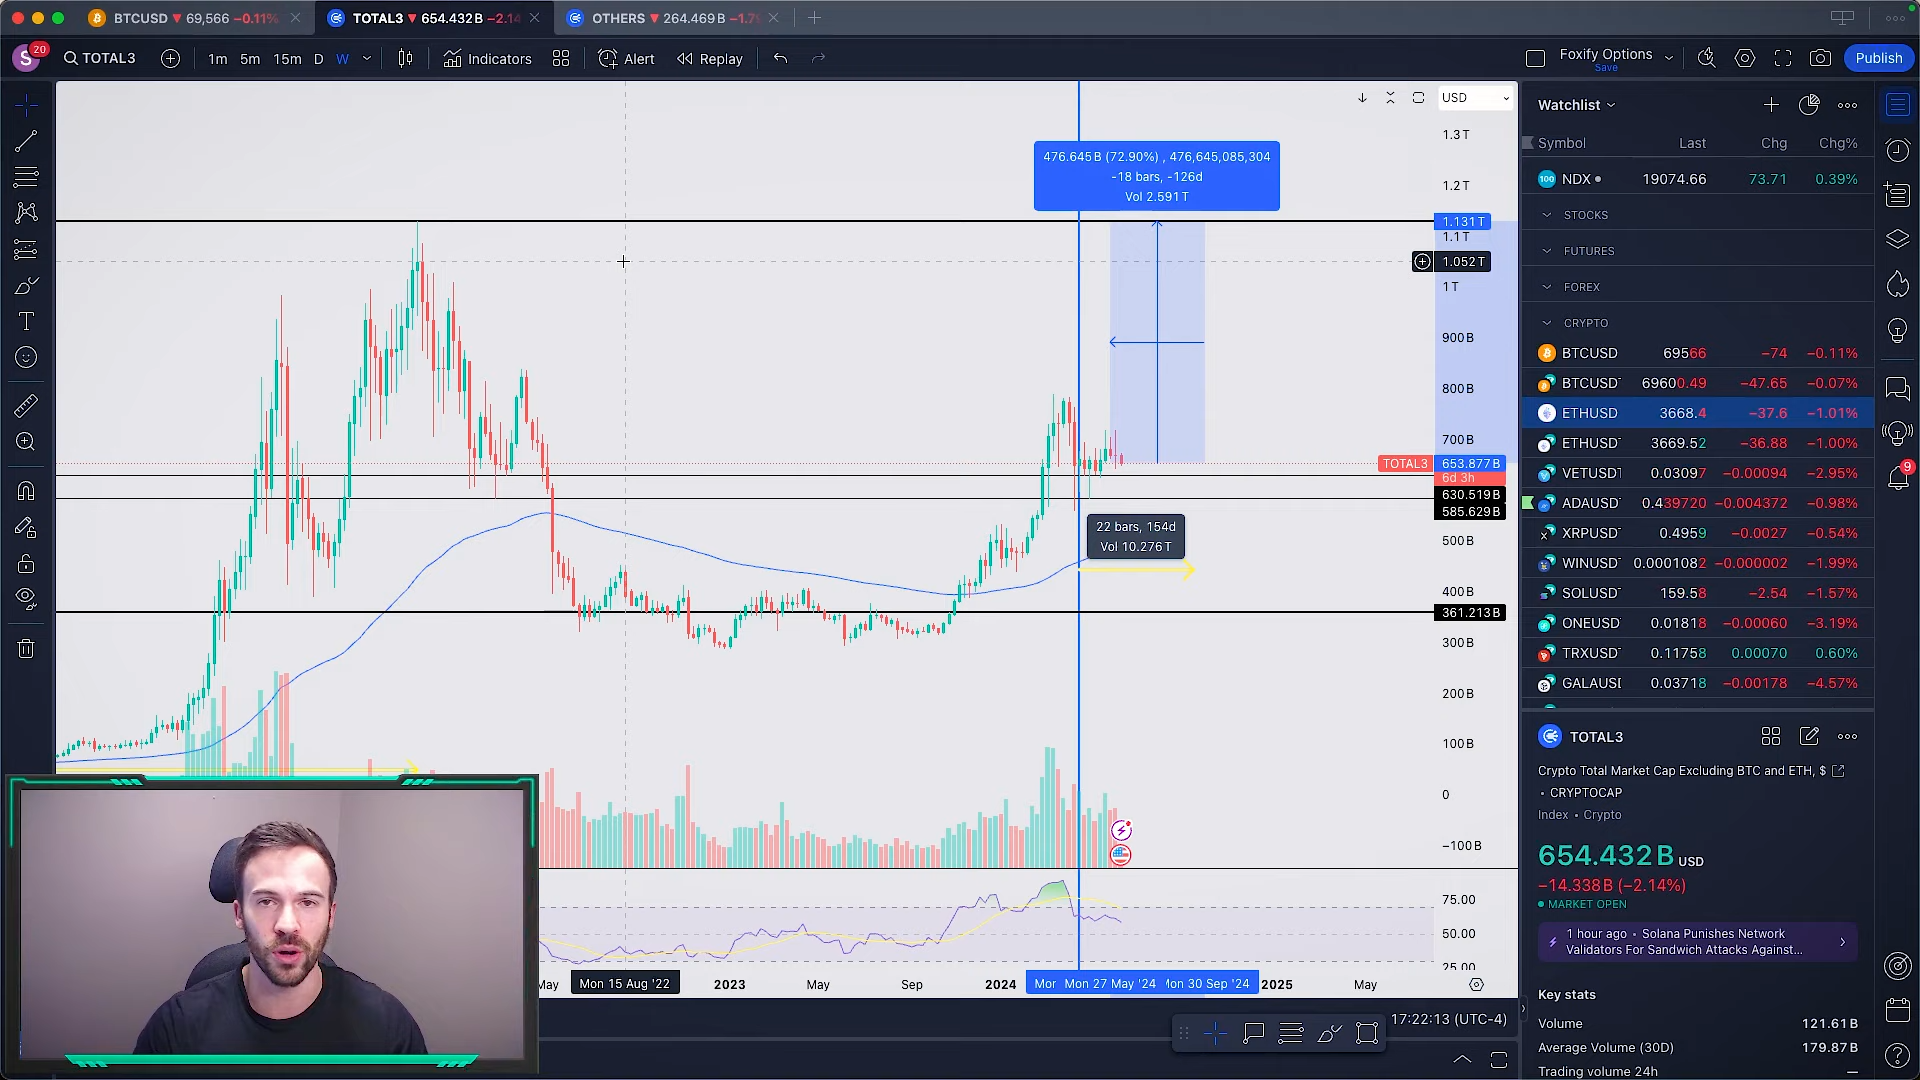 BTCUSD ▼ 69,566 −0.11%
TOTAL3 ▼ 654.432 B −2.14
OTHERS ▼ 264.469 B −1.7%
S 20
TOTAL3
1m 5m 15m D W
Indicators
Alert
Replay
Foxify Options
Save
Publish
USD
476.645 B (72.90%) , 476,645,085,304
-18 bars, -126d
Vol 2.591 T
1.3 T
1.2 T
1.131 T
1.1 T
1.052 T
1 T
900 B
800 B
700 B
TOTAL3 653.877 B
6d 3h
630.519 B
585.629 B
500 B
400 B
361.213 B
300 B
200 B
100 B
0
−100 B
22 bars, 154d
Vol 10.276 T
75.00
50.00
25.00
May
Mon 15 Aug '22
2023
May
Sep
2024
Mor
Mon 27 May '24
Mon 30 Sep '24
2025
May
17:22:13 (UTC-4)
Watchlist
Symbol Last Chg Chg%
100 NDX 19074.66 73.71 0.39%
STOCKS
FUTURES
FOREX
CRYPTO
BTCUSD 69566 −74 −0.11%
BTCUSD 69600.49 −47.65 −0.07%
ETHUSD 3668.4 −37.6 −1.01%
ETHUSD 3669.52 −36.88 −1.00%
VETUSDT 0.03097 −0.00094 −2.95%
ADAUSD 0.439720 −0.004372 −0.98%
XRPUSD 0.4959 −0.0027 −0.54%
WINUSD 0.0001082 −0.000002 −1.99%
SOLUSD 159.58 −2.54 −1.57%
ONEUSD 0.01818 −0.00060 −3.19%
TRXUSD 0.11758 0.00070 0.60%
GALAUSI 0.03718 −0.00178 −4.57%
9
TOTAL3
Crypto Total Market Cap Excluding BTC and ETH, $
• CRYPTOCAP
Index • Crypto
654.432 B USD
−14.338 B (−2.14%)
MARKET OPEN
1 hour ago • Solana Punishes Network
Validators For Sandwich Attacks Against...
Key stats
Volume 121.61 B
Average Volume (30D) 179.87 B
Trading volume 24h —